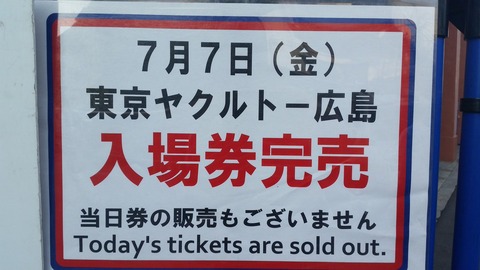 7月7日(金)
東京ヤクルトー広島
入場券完売
当日券の販売もございません
Today's tickets are sold out.